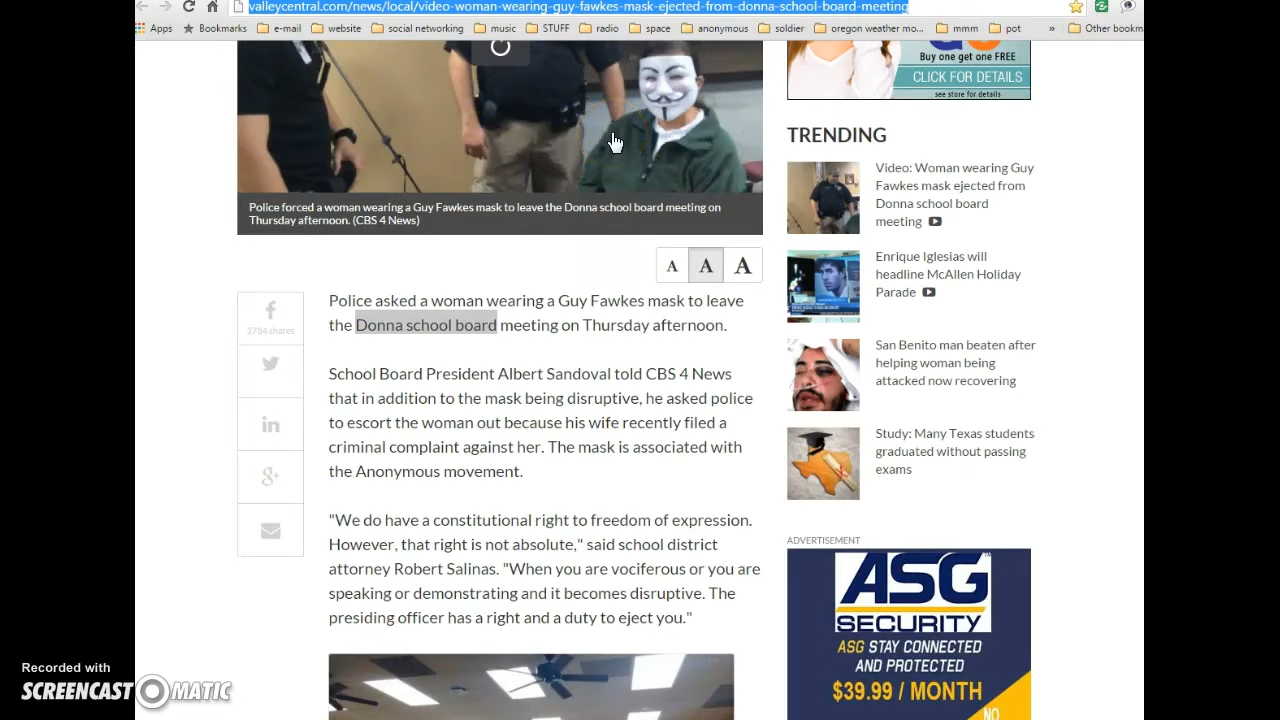 valleycentral.com/news/local/video-woman-wearing-guy-fawkes-mask-ejected-from-donna-school-board-meeting
Apps Bookmarks e-mail website social networking music STUFF radio space anonymous soldier oregon weather mo... mmm pot » Other bookm
Buy one get one FREE
CLICK FOR DETAILS
see store for details
Police forced a woman wearing a Guy Fawkes mask to leave the Donna school board meeting on
Thursday afternoon. (CBS 4 News)
A A A
2784 shares
Police asked a woman wearing a Guy Fawkes mask to leave
the Donna school board meeting on Thursday afternoon.
School Board President Albert Sandoval told CBS 4 News
that in addition to the mask being disruptive, he asked police
to escort the woman out because his wife recently filed a
criminal complaint against her. The mask is associated with
the Anonymous movement.
"We do have a constitutional right to freedom of expression.
However, that right is not absolute," said school district
attorney Robert Salinas. "When you are vociferous or you are
speaking or demonstrating and it becomes disruptive. The
presiding officer has a right and a duty to eject you."
TRENDING
Video: Woman wearing Guy
Fawkes mask ejected from
Donna school board
meeting
Enrique Iglesias will
headline McAllen Holiday
Parade
San Benito man beaten after
helping woman being
attacked now recovering
Study: Many Texas students
graduated without passing
exams
ADVERTISEMENT
ASG
SECURITY
ASG STAY CONNECTED
AND PROTECTED
$39.99 / MONTH
NO
Recorded with
SCREENCAST MATIC